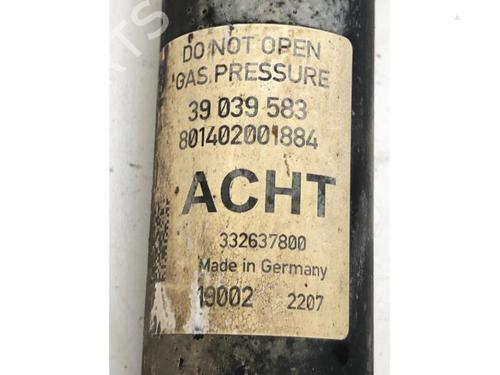 DO NOT OPEN
GAS PRESSURE
39 039 583
801402001884
ACHT
332637800
Made in Germany
19002 2207